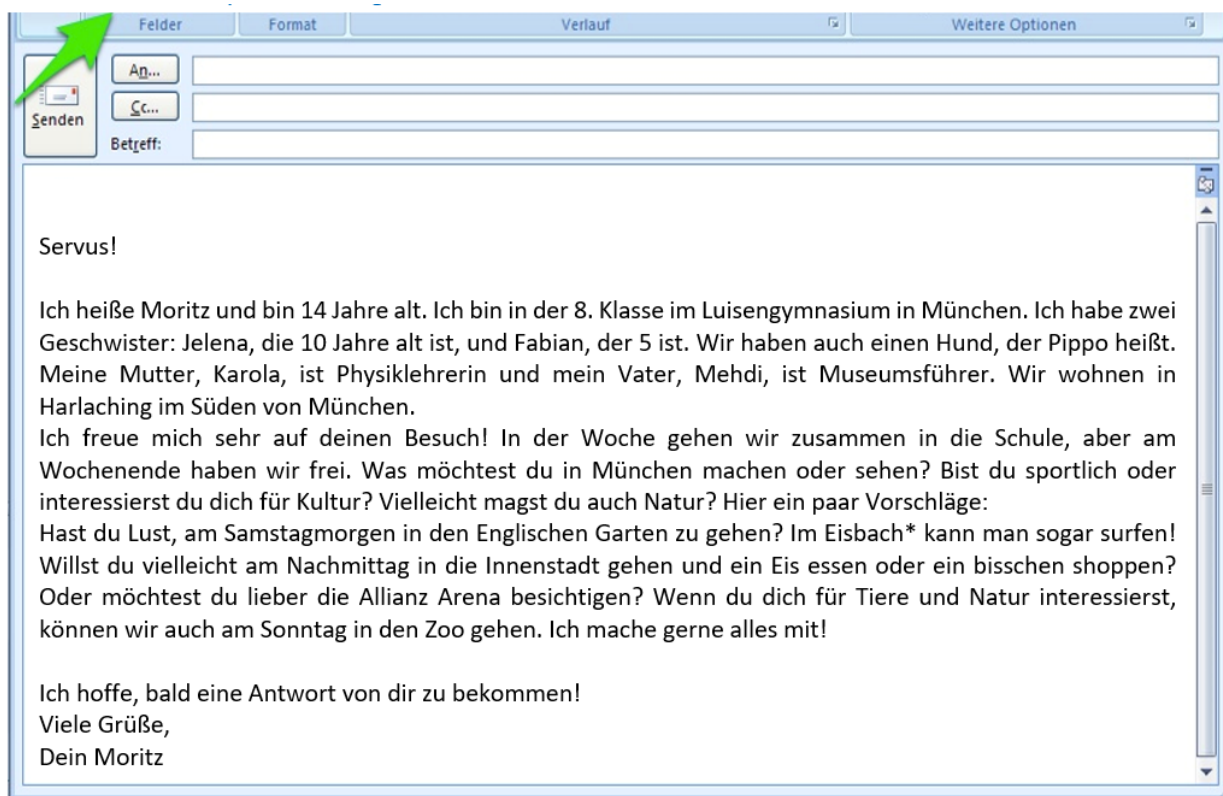 Felder Format Verlauf Weitere Optionen
An...
Cc...
Senden
Betreff:
Servus!
Ich heiße Moritz und bin 14 Jahre alt. Ich bin in der 8. Klasse im Luisengymnasium in München. Ich habe zwei
Geschwister: Jelena, die 10 Jahre alt ist, und Fabian, der 5 ist. Wir haben auch einen Hund, der Pippo heißt.
Meine Mutter, Karola, ist Physiklehrerin und mein Vater, Mehdi, ist Museumsführer. Wir wohnen in
Harlaching im Süden von München.
Ich freue mich sehr auf deinen Besuch! In der Woche gehen wir zusammen in die Schule, aber am
Wochenende haben wir frei. Was möchtest du in München machen oder sehen? Bist du sportlich oder
interessierst du dich für Kultur? Vielleicht magst du auch Natur? Hier ein paar Vorschläge:
Hast du Lust, am Samstagmorgen in den Englischen Garten zu gehen? Im Eisbach* kann man sogar surfen!
Willst du vielleicht am Nachmittag in die Innenstadt gehen und ein Eis essen oder ein bisschen shoppen?
Oder möchtest du lieber die Allianz Arena besichtigen? Wenn du dich für Tiere und Natur interessierst,
können wir auch am Sonntag in den Zoo gehen. Ich mache gerne alles mit!
Ich hoffe, bald eine Antwort von dir zu bekommen!
Viele Grüße,
Dein Moritz